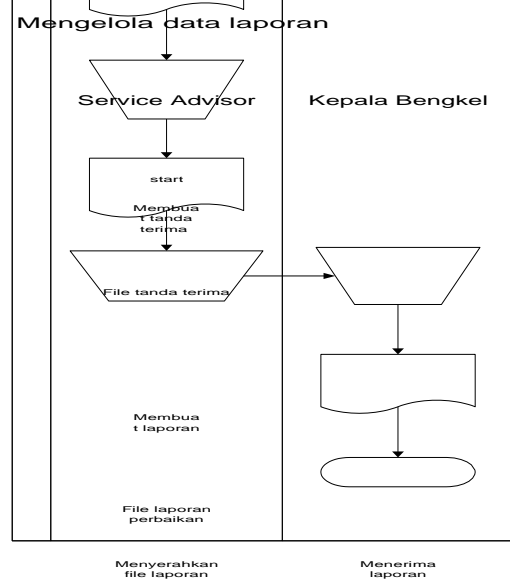 Mengelola data laporan
Service Advisor
Kepala Bengkel
start
Membua
t tanda
terima
File tanda terima
Membua
t laporan
File laporan
perbaikan
Menyerahkan
file laporan
Menerima
laporan